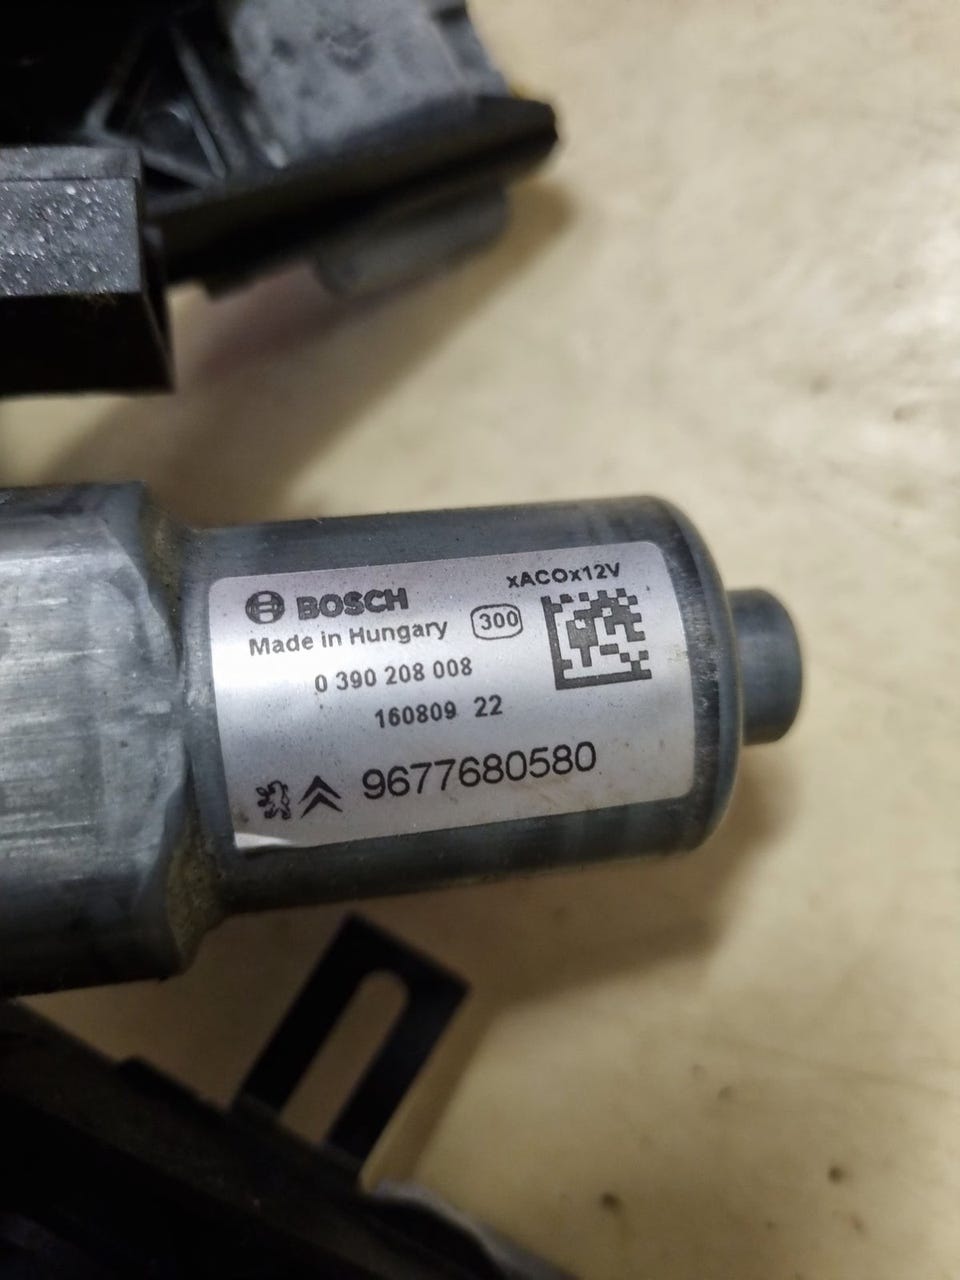 BOSCH
xACOx12V
Made in Hungary
300
0 390 208 008
160809 22
9677680580